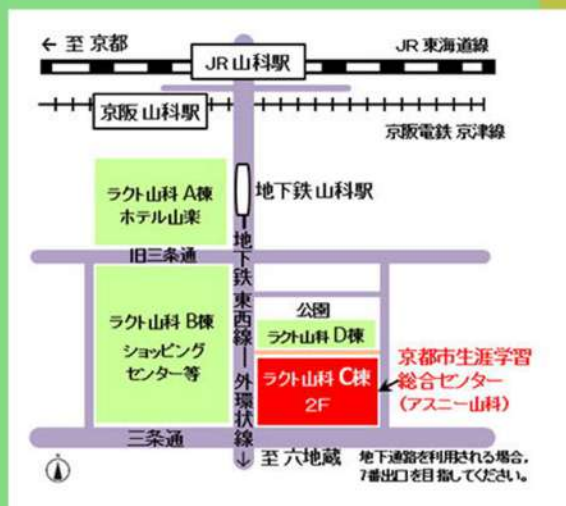 ← 至 京都
JR 東海道線
JR 山科駅
京阪 山科駅
京阪電鉄 京津線
ラクト山科 A棟
ホテル山楽
地下鉄 山科駅
旧三条通
地下鉄 東西線 ― 外環状線
公園
ラクト山科 D棟
ラクト山科 B棟
ショッピング
センター等
ラクト山科 C棟
2F
京都市生涯学習
総合センター
(アスニー山科)
三条通
↓ 至 六地蔵
地下通路を利用される場合,
7番出口を目指してください。